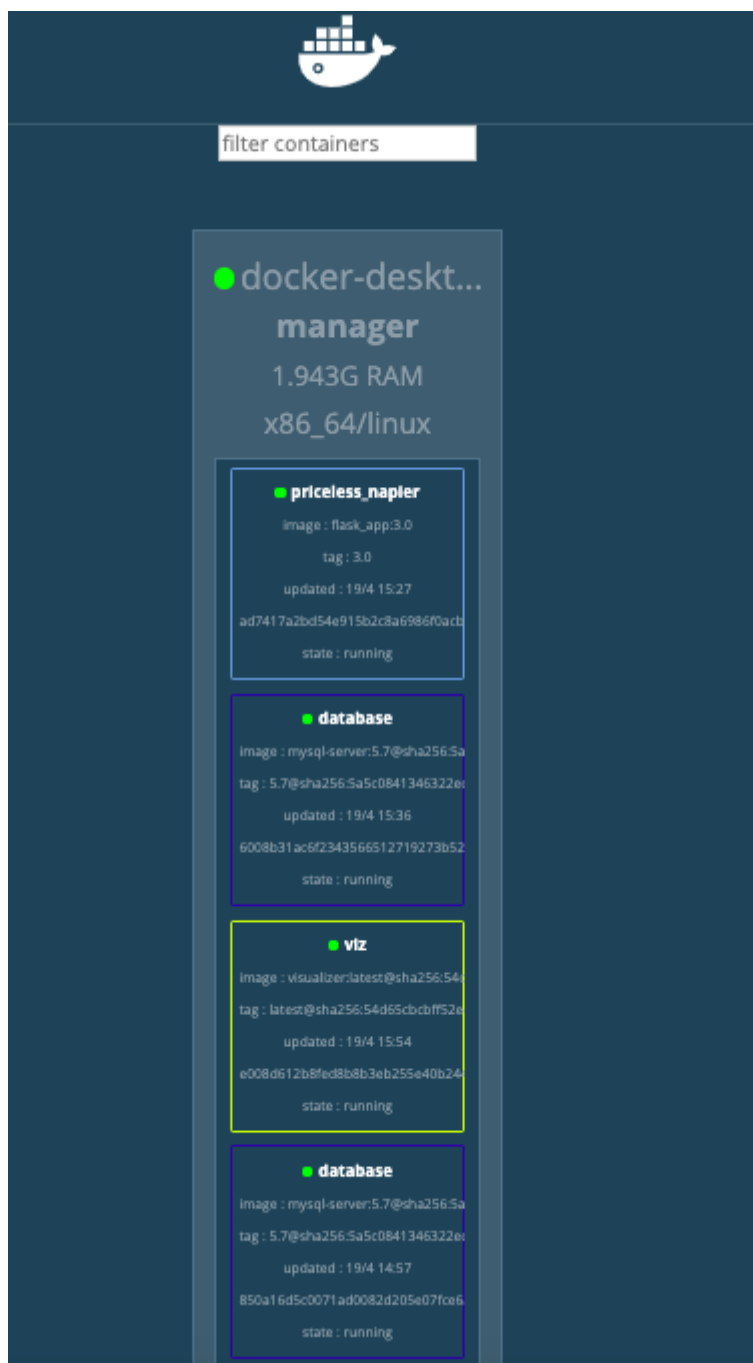 filter containers
docker-deskt...
manager
1.943G RAM
x86_64/linux
priceless_napier
image : flask_app:3.0
tag : 3.0
updated : 19/4 15:27
ad7417a2bd54e915b2c8a6986f0acb
state : running
database
image : mysql-server:5.7@sha256:5a
tag : 5.7@sha256:5a5c0841346322e
updated : 19/4 15:36
6008b31ac6f2343566512719273b52
state : running
viz
image : visualizer:latest@sha256:54
tag : latest@sha256:54d65cbcbff52e
updated : 19/4 15:54
e008d612b8fed8b8b3eb255e40b24
state : running
database
image : mysql-server:5.7@sha256:5a
tag : 5.7@sha256:5a5c0841346322e
updated : 19/4 14:57
850a16d5c0071ad0082d205e07fce6
state : running